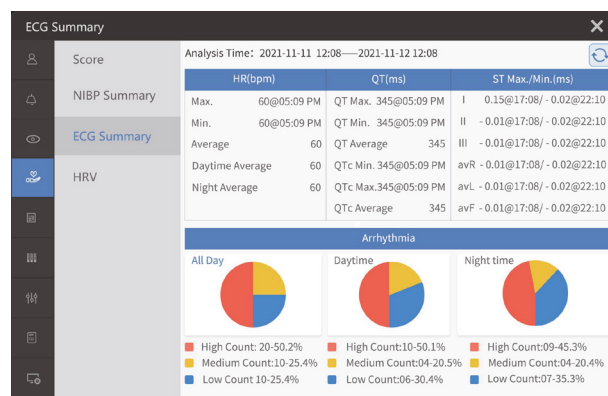 ECG Summary
Score
NIBP Summary
ECG Summary
HRV
Analysis Time: 2021-11-11 12:08——2021-11-12 12:08
HR(bpm) QT(ms) ST Max./Min.(ms)
Max. 60@05:09 PM QT Max. 345@05:09 PM I 0.15@17:08/ - 0.02@22:10
Min. 60@05:09 PM QT Min. 345@05:09 PM II - 0.01@17:08/ - 0.02@22:10
Average 60 QT Average 345 III - 0.01@17:08/ - 0.02@22:10
Daytime Average 60 QTc Min. 345@05:09 PM avR - 0.01@17:08/ - 0.02@22:10
Night Average 60 QTc Max.345@05:09 PM avL - 0.01@17:08/ - 0.02@22:10
QTc Average 345 avF - 0.01@17:08/ - 0.02@22:10
Arrhythmia
All Day Daytime Night time
High Count: 20-50.2% High Count:10-50.1% High Count:09-45.3%
Medium Count:10-25.4% Medium Count:04-20.5% Medium Count:04-20.4%
Low Count 10-25.4% Low Count:06-30.4% Low Count:07-35.3%